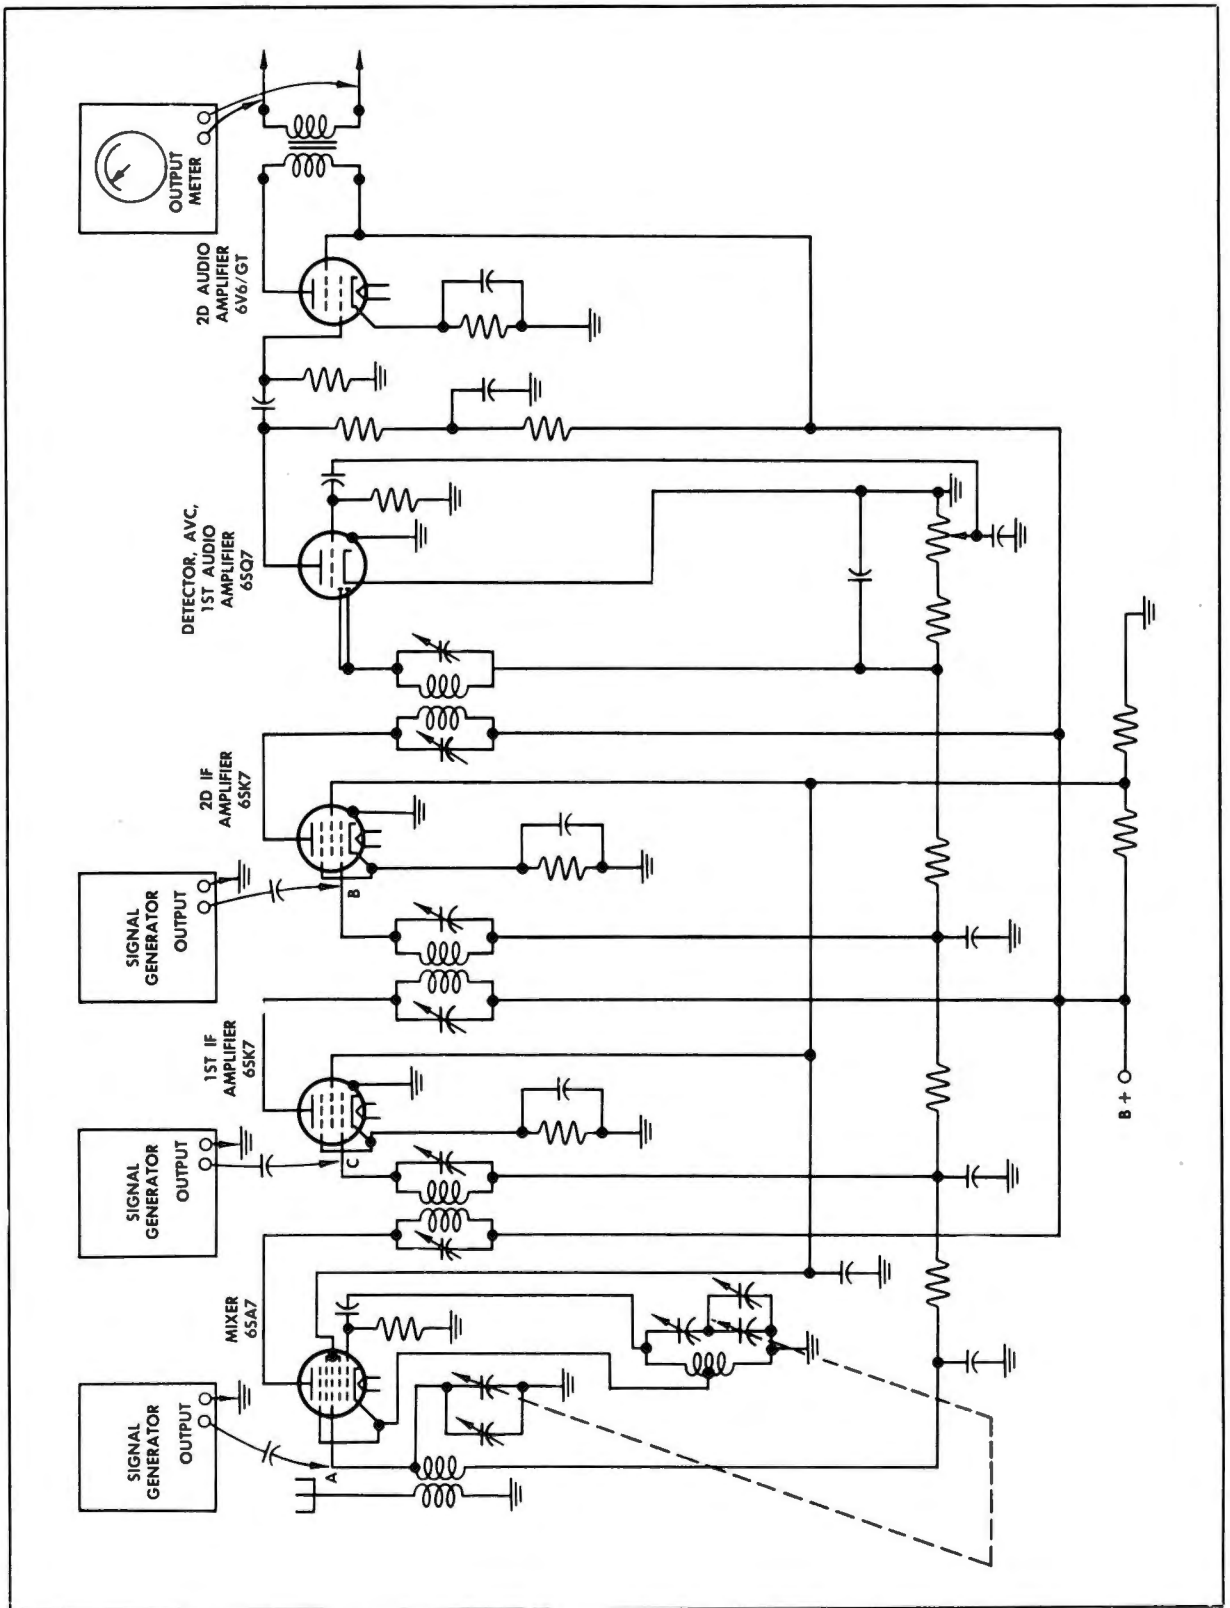 SIGNAL
GENERATOR
OUTPUT
A
MIXER
6SA7
SIGNAL
GENERATOR
OUTPUT
C
1ST IF
AMPLIFIER
6SK7
SIGNAL
GENERATOR
OUTPUT
B
2D IF
AMPLIFIER
6SK7
DETECTOR, AVC,
1ST AUDIO
AMPLIFIER
6SQ7
2D AUDIO
AMPLIFIER
6V6/GT
OUTPUT
METER
B+